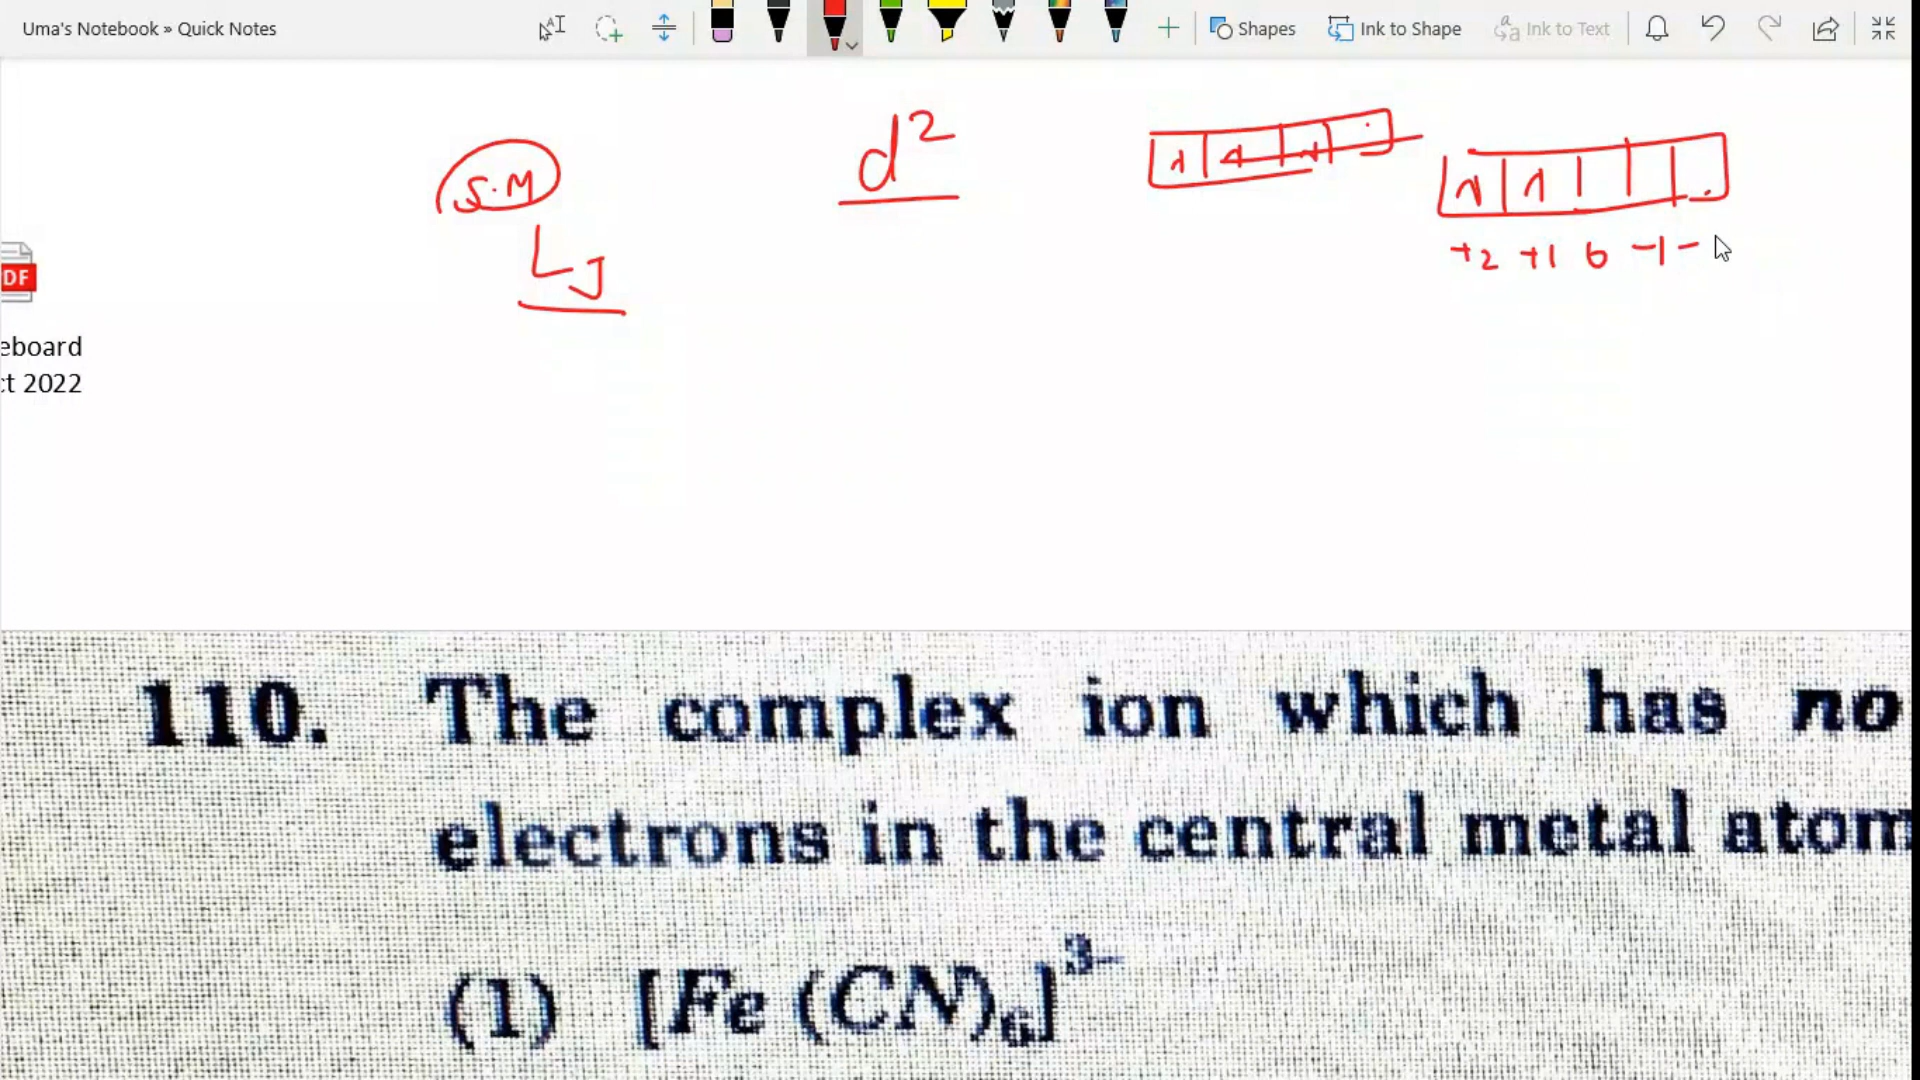 Uma's Notebook » Quick Notes
Shapes
Ink to Shape
Ink to Text
d²
S.M
LJ
+2 +1 0 -1 -
DF
eboard
ct 2022
110. The complex ion which has no
electrons in the central metal atom
(1) [Fe (CN)₆]³⁻